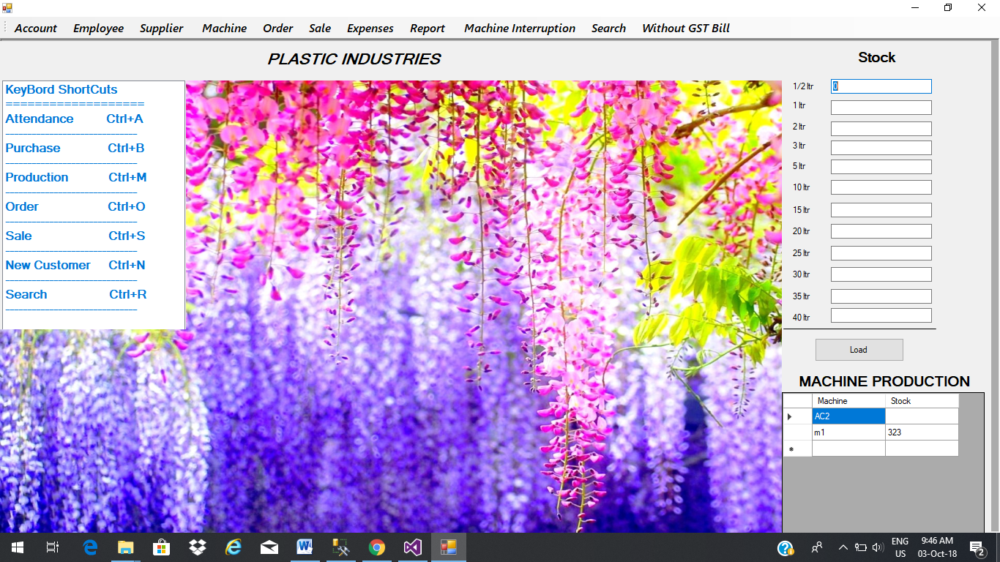 Account Employee Supplier Machine Order Sale Expenses Report Machine Interruption Search Without GST Bill
PLASTIC INDUSTRIES
KeyBord ShortCuts
===================
Attendance Ctrl+A
Purchase Ctrl+B
Production Ctrl+M
Order Ctrl+O
Sale Ctrl+S
New Customer Ctrl+N
Search Ctrl+R
Stock
1/2 ltr 0
1 ltr
2 ltr
3 ltr
5 ltr
10 ltr
15 ltr
20 ltr
25 ltr
30 ltr
35 ltr
40 ltr
Load
MACHINE PRODUCTION
Machine Stock
AC2
m1 323
ENG
US
9:46 AM
03-Oct-18
2